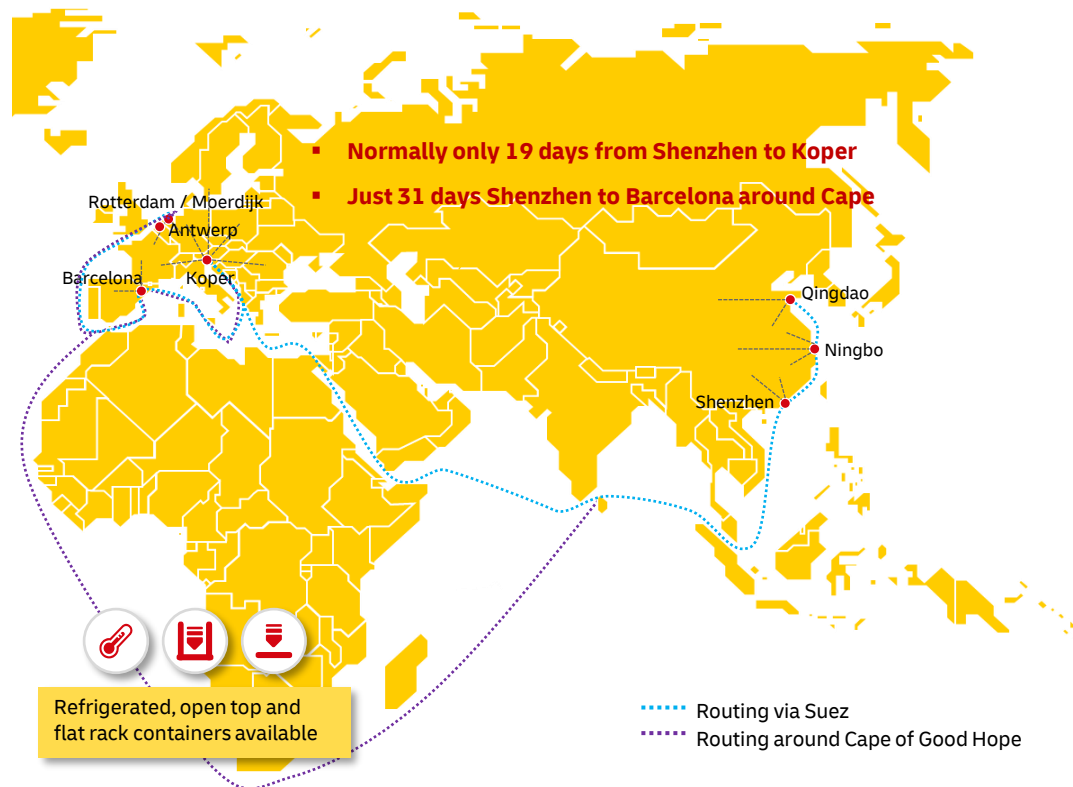 ▪ Normally only 19 days from Shenzhen to Koper
▪ Just 31 days Shenzhen to Barcelona around Cape
Rotterdam / Moerdijk
Antwerp
Barcelona
Koper
Qingdao
Ningbo
Shenzhen
Refrigerated, open top and
flat rack containers available
Routing via Suez
Routing around Cape of Good Hope